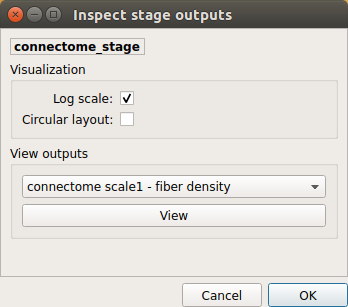 Inspect stage outputs
connectome_stage
Visualization
Log scale:
Circular layout:
View outputs
connectome scale1 - fiber density
View
Cancel OK